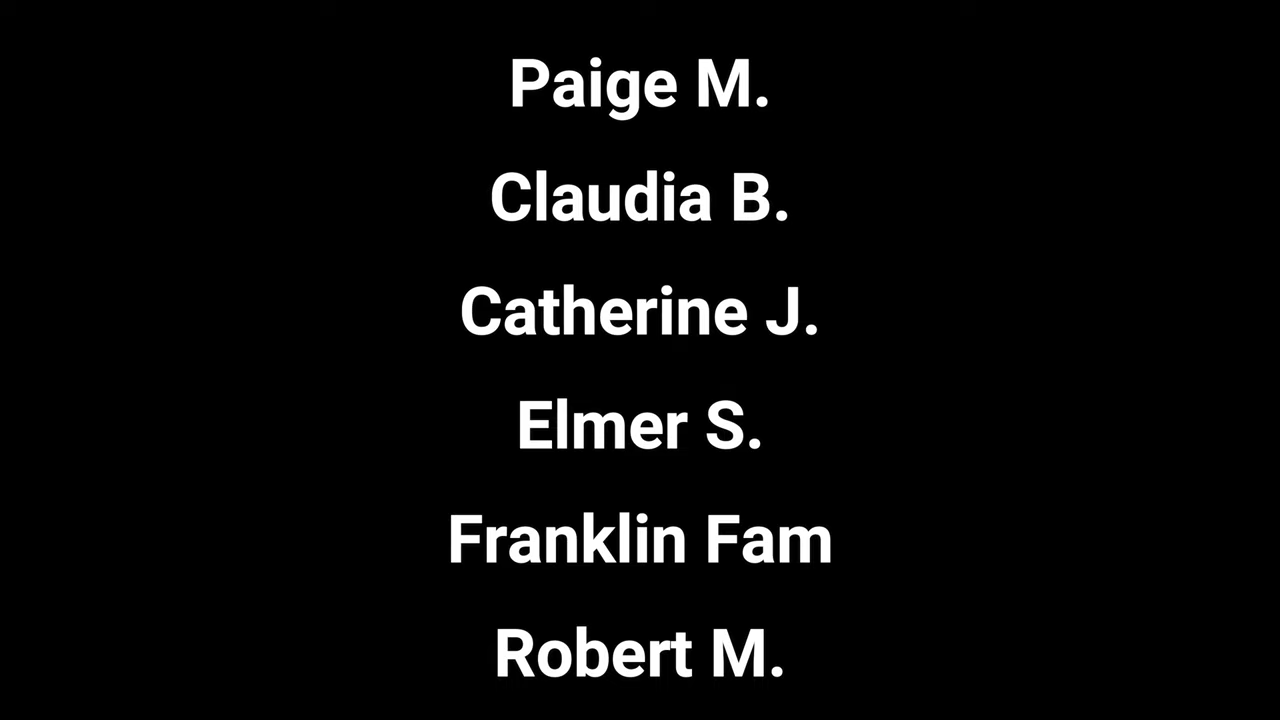 Paige M.
Claudia B.
Catherine J.
Elmer S.
Franklin Fam
Robert M.